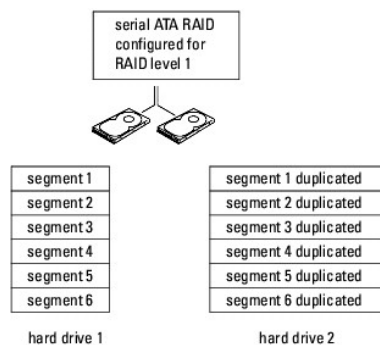 serial ATA RAID
configured for
RAID level 1
segment 1
segment 2
segment 3
segment 4
segment 5
segment 6
hard drive 1
segment 1 duplicated
segment 2 duplicated
segment 3 duplicated
segment 4 duplicated
segment 5 duplicated
segment 6 duplicated
hard drive 2